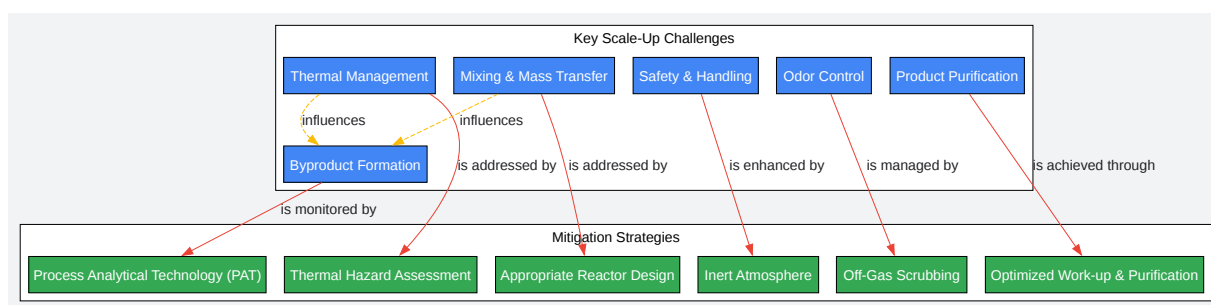 Key Scale-Up Challenges
Thermal Management
Mixing & Mass Transfer
Safety & Handling
Odor Control
Product Purification
influences
influences
Byproduct Formation
is addressed by
is addressed by
is enhanced by
is managed by
is achieved through
is monitored by
Mitigation Strategies
Process Analytical Technology (PAT)
Thermal Hazard Assessment
Appropriate Reactor Design
Inert Atmosphere
Off-Gas Scrubbing
Optimized Work-up & Purification